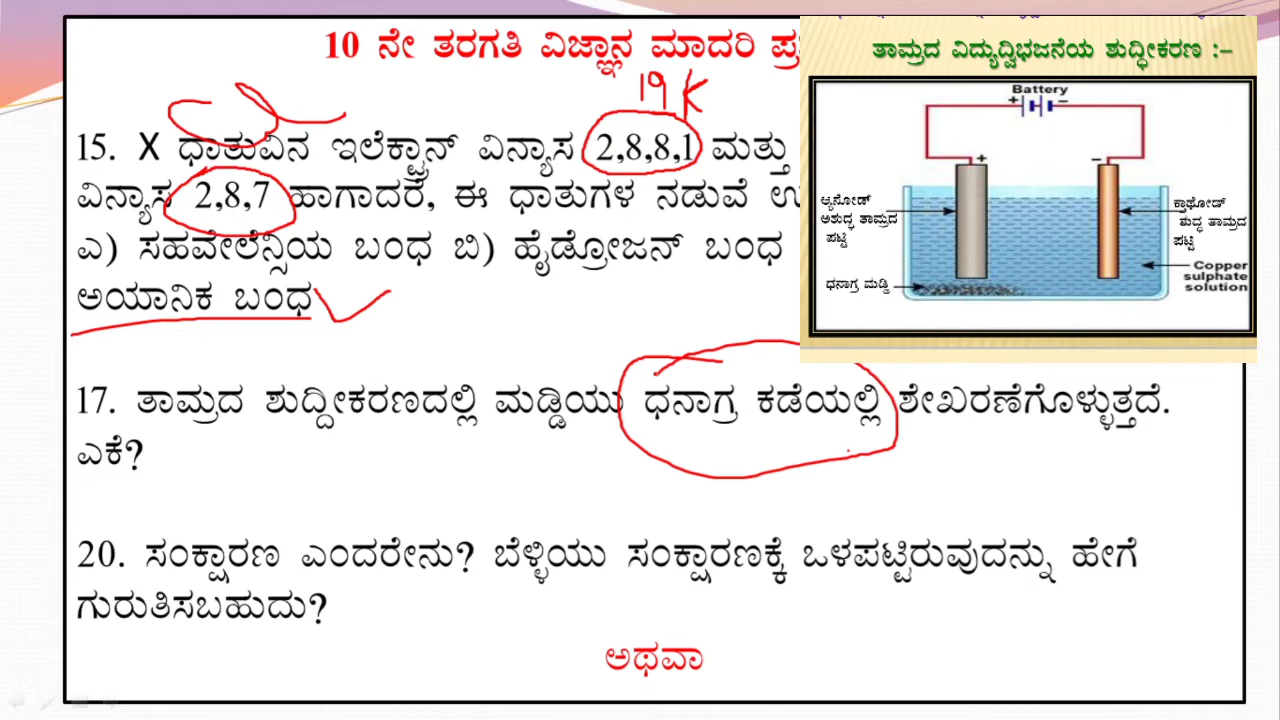 10 ನೇ ತರಗತಿ ವಿಜ್ಞಾನ ಮಾದರಿ
19 K
15. X ಧಾತುವಿನ ಇಲೆಕ್ಟ್ರಾನ್ ವಿನ್ಯಾಸ 2,8,8,1 ಮತ್ತು
ವಿನ್ಯಾಸ 2,8,7 ಹಾಗಾದರೆ, ಈ ಧಾತುಗಳ ನಡುವೆ
ಎ) ಸಹವೇಲೆನ್ಸಿಯ ಬಂಧ ಬಿ) ಹೈಡ್ರೋಜನ್ ಬಂಧ
ಅಯಾನಿಕ ಬಂಧ
17. ತಾಮ್ರದ ಶುದ್ದೀಕರಣದಲ್ಲಿ ಮಡ್ಡಿಯು ಧನಾಗ್ರ ಕಡೆಯಲ್ಲಿ ಶೇಖರಣೆಗೊಳ್ಳುತ್ತದೆ.
ಎಕೆ?
20. ಸಂಕ್ಷಾರಣ ಎಂದರೇನು? ಬೆಳ್ಳಿಯು ಸಂಕ್ಷಾರಣಕ್ಕೆ ಒಳಪಟ್ಟಿರುವುದನ್ನು ಹೇಗೆ
ಗುರುತಿಸಬಹುದು?
ಅಥವಾ
ತಾಮ್ರದ ವಿದ್ಯುದ್ವಿಭಜನೆಯ ಶುದ್ಧೀಕರಣ :–
Battery
+ –
+ –
ಆ್ಯನೋಡ್
ಅಶುದ್ಧ ತಾಮ್ರದ
ಪಟ್ಟಿ
ಕ್ಯಾಥೋಡ್
ಶುದ್ಧ ತಾಮ್ರದ
ಪಟ್ಟಿ
Copper
sulphate
solution
ಧನಾಗ್ರ ಮಡ್ಡಿ